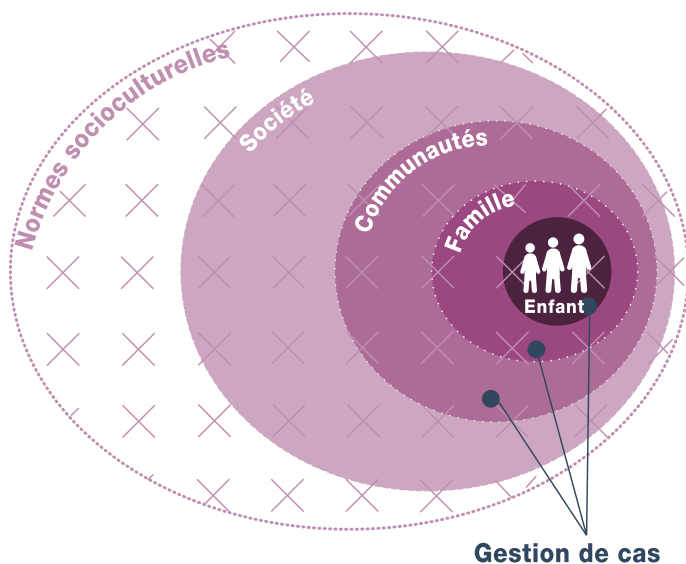 Normes socioculturelles
Société
Communautés
Famille
Enfant
Gestion de cas